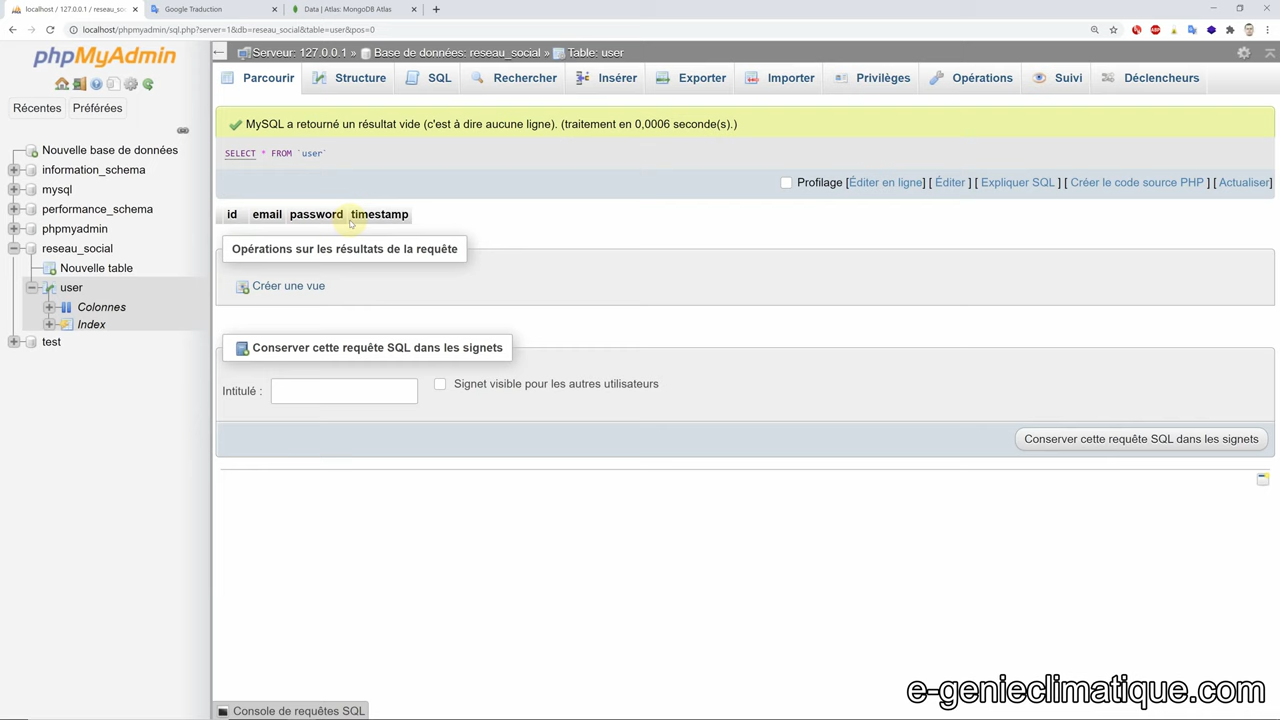 localhost / 127.0.0.1 / reseau_soc
Google Traduction
Data | Atlas: MongoDB Atlas
localhost/phpmyadmin/sql.php?server=1&db=reseau_social&table=user&pos=0
phpMyAdmin
Récentes
Préférées
Nouvelle base de données
information_schema
mysql
performance_schema
phpmyadmin
reseau_social
Nouvelle table
user
Colonnes
Index
test
Serveur: 127.0.0.1 » Base de données: reseau_social » Table: user
Parcourir
Structure
SQL
Rechercher
Insérer
Exporter
Importer
Privilèges
Opérations
Suivi
Déclencheurs
MySQL a retourné un résultat vide (c'est à dire aucune ligne). (traitement en 0,0006 seconde(s).)
SELECT * FROM `user`
Profilage [Éditer en ligne] [ Éditer ] [ Expliquer SQL ] [ Créer le code source PHP ] [ Actualiser]
id email password timestamp
Opérations sur les résultats de la requête
Créer une vue
Conserver cette requête SQL dans les signets
Intitulé :
Signet visible pour les autres utilisateurs
Conserver cette requête SQL dans les signets
Console de requêtes SQL
e-genieclimatique.com